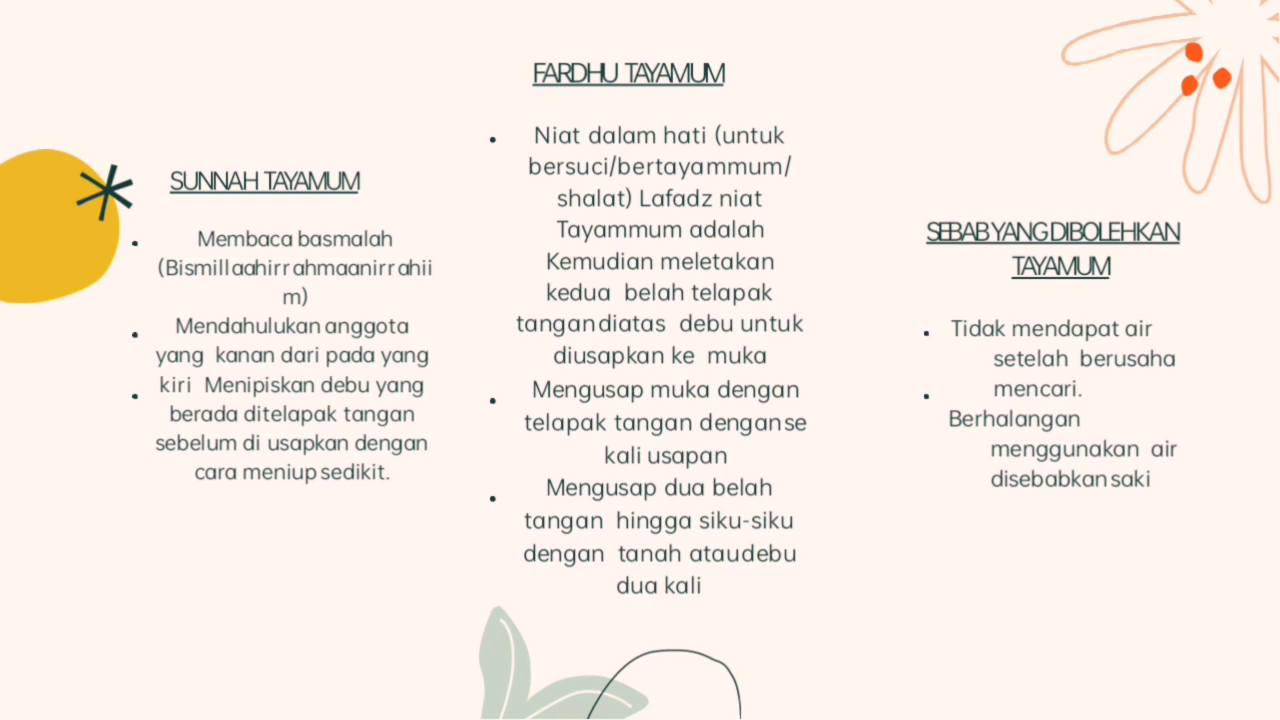 SUNNAH TAYAMUM
• Membaca basmalah
(Bismillaahirrahmaanirrahii
m)
• Mendahulukan anggota
yang kanan dari pada yang
• kiri Menipiskan debu yang
berada ditelapak tangan
sebelum di usapkan dengan
cara meniup sedikit.
FARDHU TAYAMUM
• Niat dalam hati (untuk
bersuci/bertayammum/
shalat) Lafadz niat
Tayammum adalah
Kemudian meletakan
kedua belah telapak
tangandiatas debu untuk
diusapkan ke muka
• Mengusap muka dengan
telapak tangan denganse
kali usapan
• Mengusap dua belah
tangan hingga siku-siku
dengan tanah ataudebu
dua kali
SEBAB YANG DIBOLEHKAN
TAYAMUM
• Tidak mendapat air
setelah berusaha
mencari.
• Berhalangan
menggunakan air
disebabkansaki